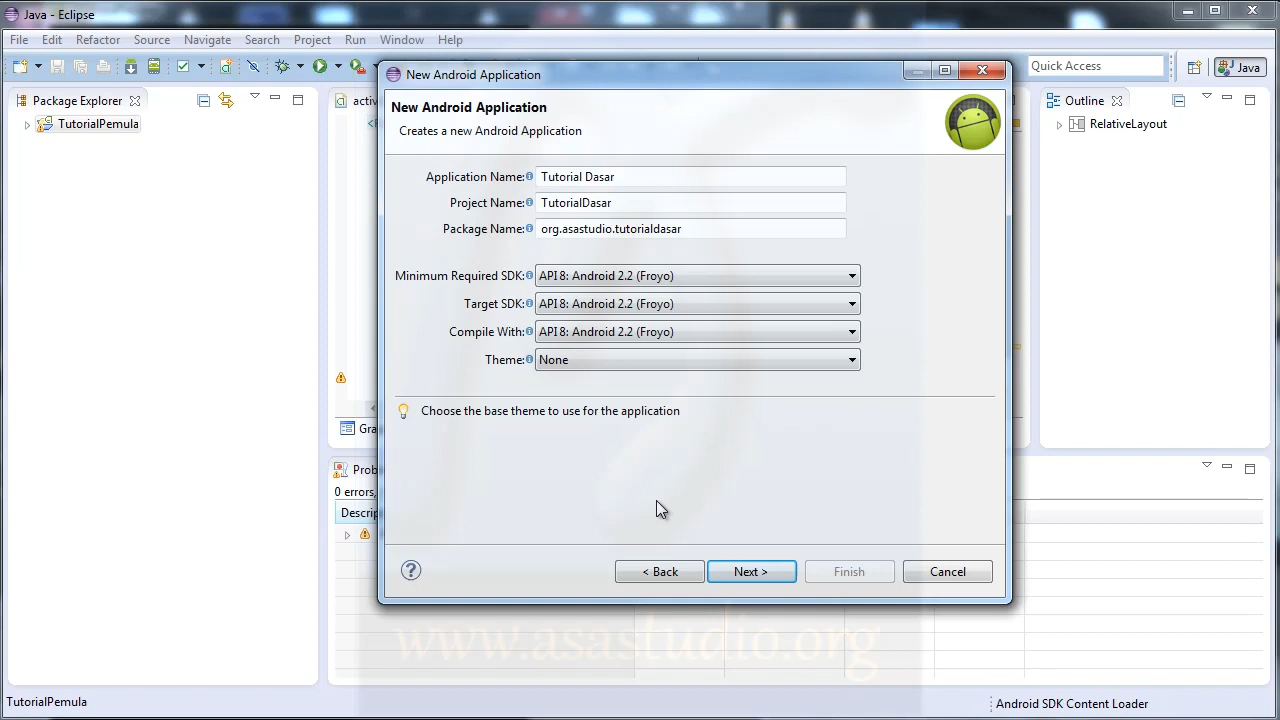 Java - Eclipse
File Edit Refactor Source Navigate Search Project Run Window Help
Quick Access
Java
Package Explorer
TutorialPemula
activ
New Android Application
New Android Application
Creates a new Android Application
Application Name: Tutorial Dasar
Project Name: TutorialDasar
Package Name: org.asastudio.tutorialdasar
Minimum Required SDK: API 8: Android 2.2 (Froyo)
Target SDK: API 8: Android 2.2 (Froyo)
Compile With: API 8: Android 2.2 (Froyo)
Theme: None
Choose the base theme to use for the application
< Back
Next >
Finish
Cancel
Outline
RelativeLayout
Gra
Prob
0 errors,
Descrip
www.asastudio.org
TutorialPemula
Android SDK Content Loader